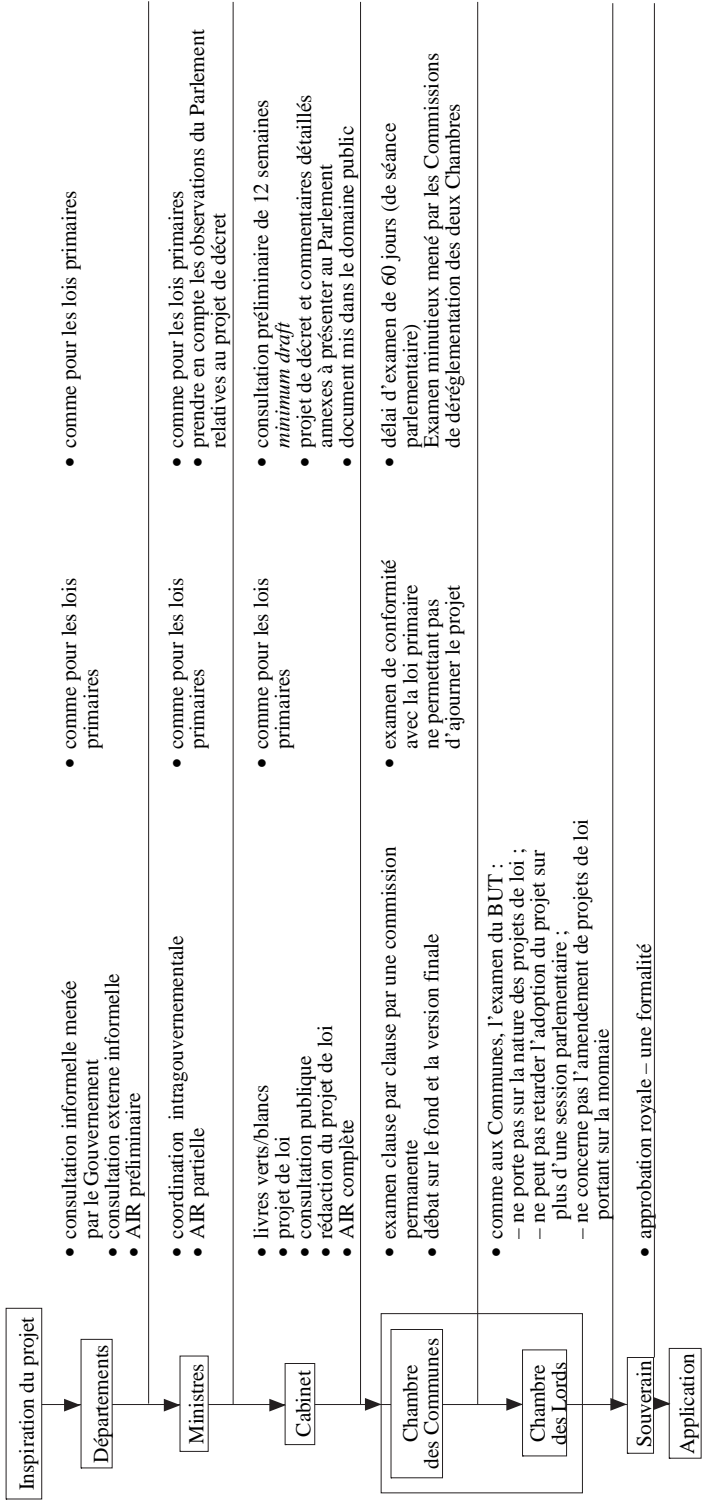 Inspiration du projet
Départements
• consultation informelle menée
par le Gouvernement
• consultation externe informelle
• AIR préliminaire
• comme pour les lois
primaires
• comme pour les lois primaires
Ministres
• coordination intragouvernementale
• AIR partielle
• comme pour les lois
primaires
• comme pour les lois primaires
• prendre en compte les observations du Parlement
relatives au projet de décret
Cabinet
• livres verts/blancs
• projet de loi
• consultation publique
• rédaction du projet de loi
• AIR complète
• comme pour les lois
primaires
• consultation préliminaire de 12 semaines
minimum draft
• projet de décret et commentaires détaillés
annexes à présenter au Parlement
• document mis dans le domaine public
Chambre
des Communes
• examen clause par clause par une commission
permanente
• débat sur le fond et la version finale
• examen de conformité
avec la loi primaire
ne permettant pas
d'ajourner le projet
• délai d'examen de 60 jours (de séance
parlementaire)
Examen minutieux mené par les Commissions
de déréglementation des deux Chambres
Chambre
des Lords
• comme aux Communes, l'examen du BUT :
– ne porte pas sur la nature des projets de loi ;
– ne peut pas retarder l'adoption du projet sur
plus d'une session parlementaire ;
– ne concerne pas l'amendement de projets de loi
portant sur la monnaie
Souverain
• approbation royale – une formalité
Application